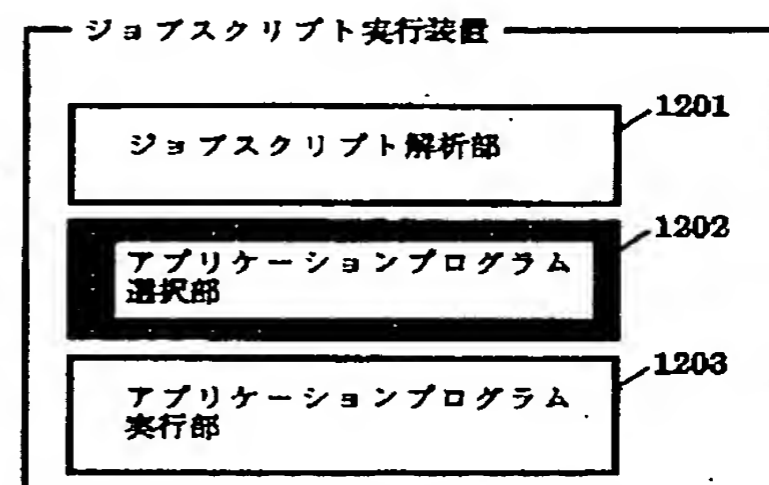 ジョブスクリプト実行装置
1201
ジョブスクリプト解析部
1202
アプリケーションプログラム
選択部
1203
アプリケーションプログラム
実行部